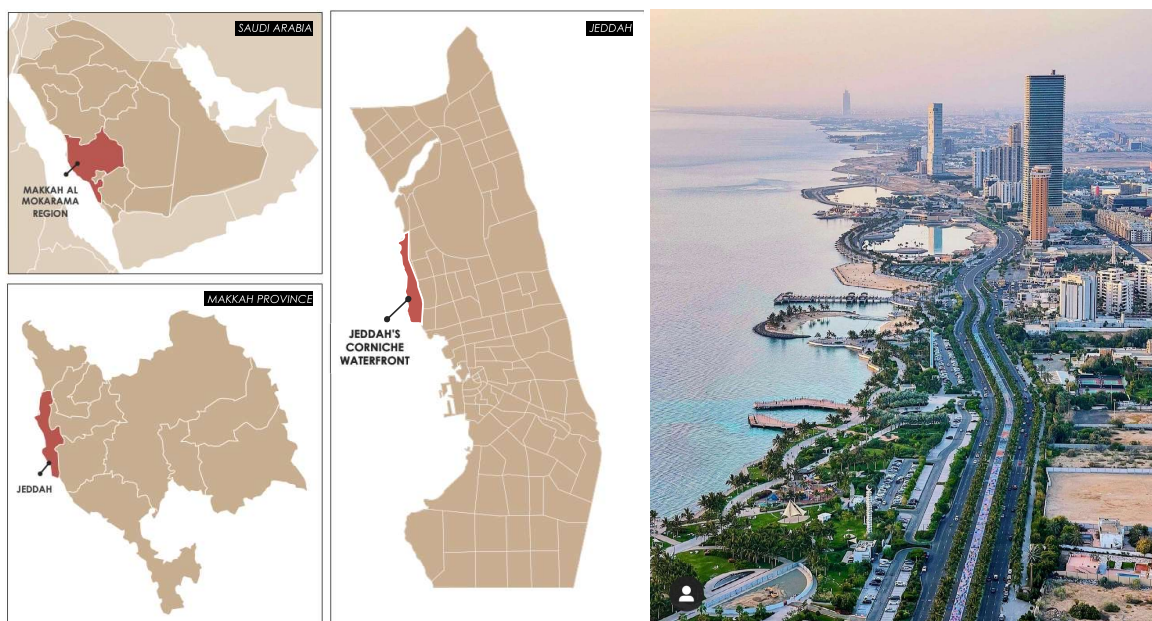 SAUDI ARABIA
MAKKAH AL
MOKARAMA
REGION
MAKKAH PROVINCE
JEDDAH
JEDDAH
JEDDAH'S
CORNICHE
WATERFRONT